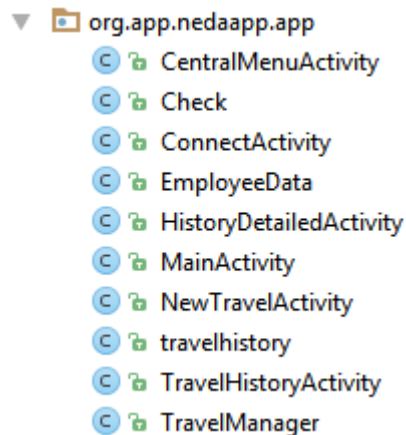 org.app.nedaapp.app
C CentralMenuActivity
C Check
C ConnectActivity
C EmployeeData
C HistoryDetailedActivity
C MainActivity
C NewTravelActivity
C travelhistory
C TravelHistoryActivity
C TravelManager